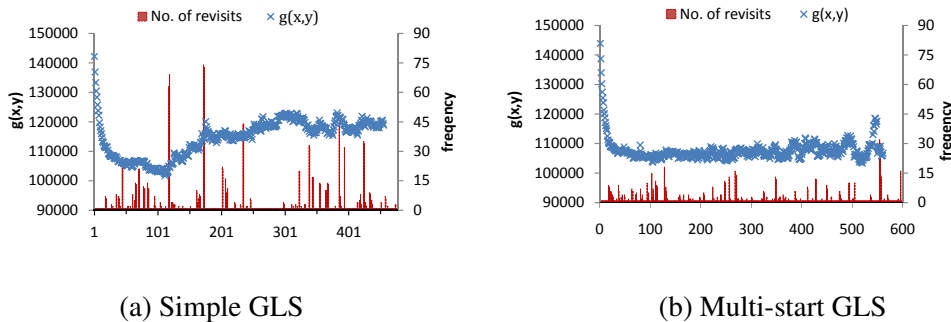 No. of revisits g(x,y)
150000
140000
130000
120000
110000
100000
90000
g(x,y)
90
75
60
45
30
15
0
freqency
1 101 201 301 401
(a) Simple GLS
No. of revisits g(x,y)
150000
140000
130000
120000
110000
100000
90000
g(x,y)
90
75
60
45
30
15
0
freqency
0 100 200 300 400 500 600
(b) Multi-start GLS